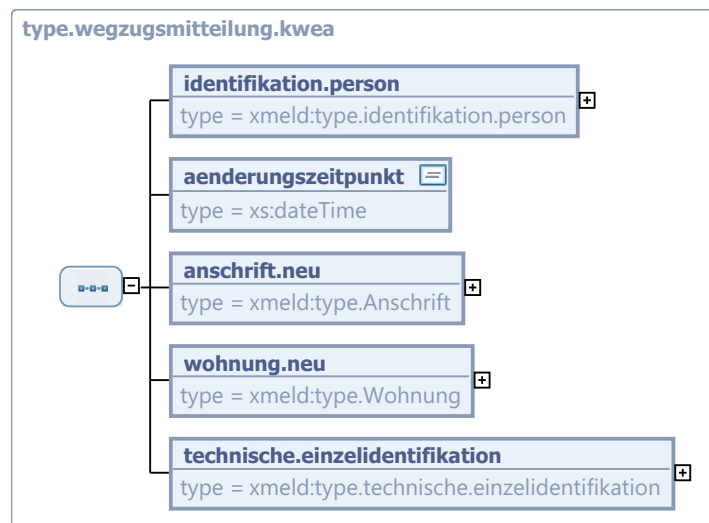 type.wegzugsmitteilung.kwea
identifikation.person
type = xmeld:type.identifikation.person
aenderungszeitpunkt
type = xs:dateTime
anschrift.neu
type = xmeld:type.Anschrift
wohnung.neu
type = xmeld:type.Wohnung
technische.einzelidentifikation
type = xmeld:type.technische.einzelidentifikation